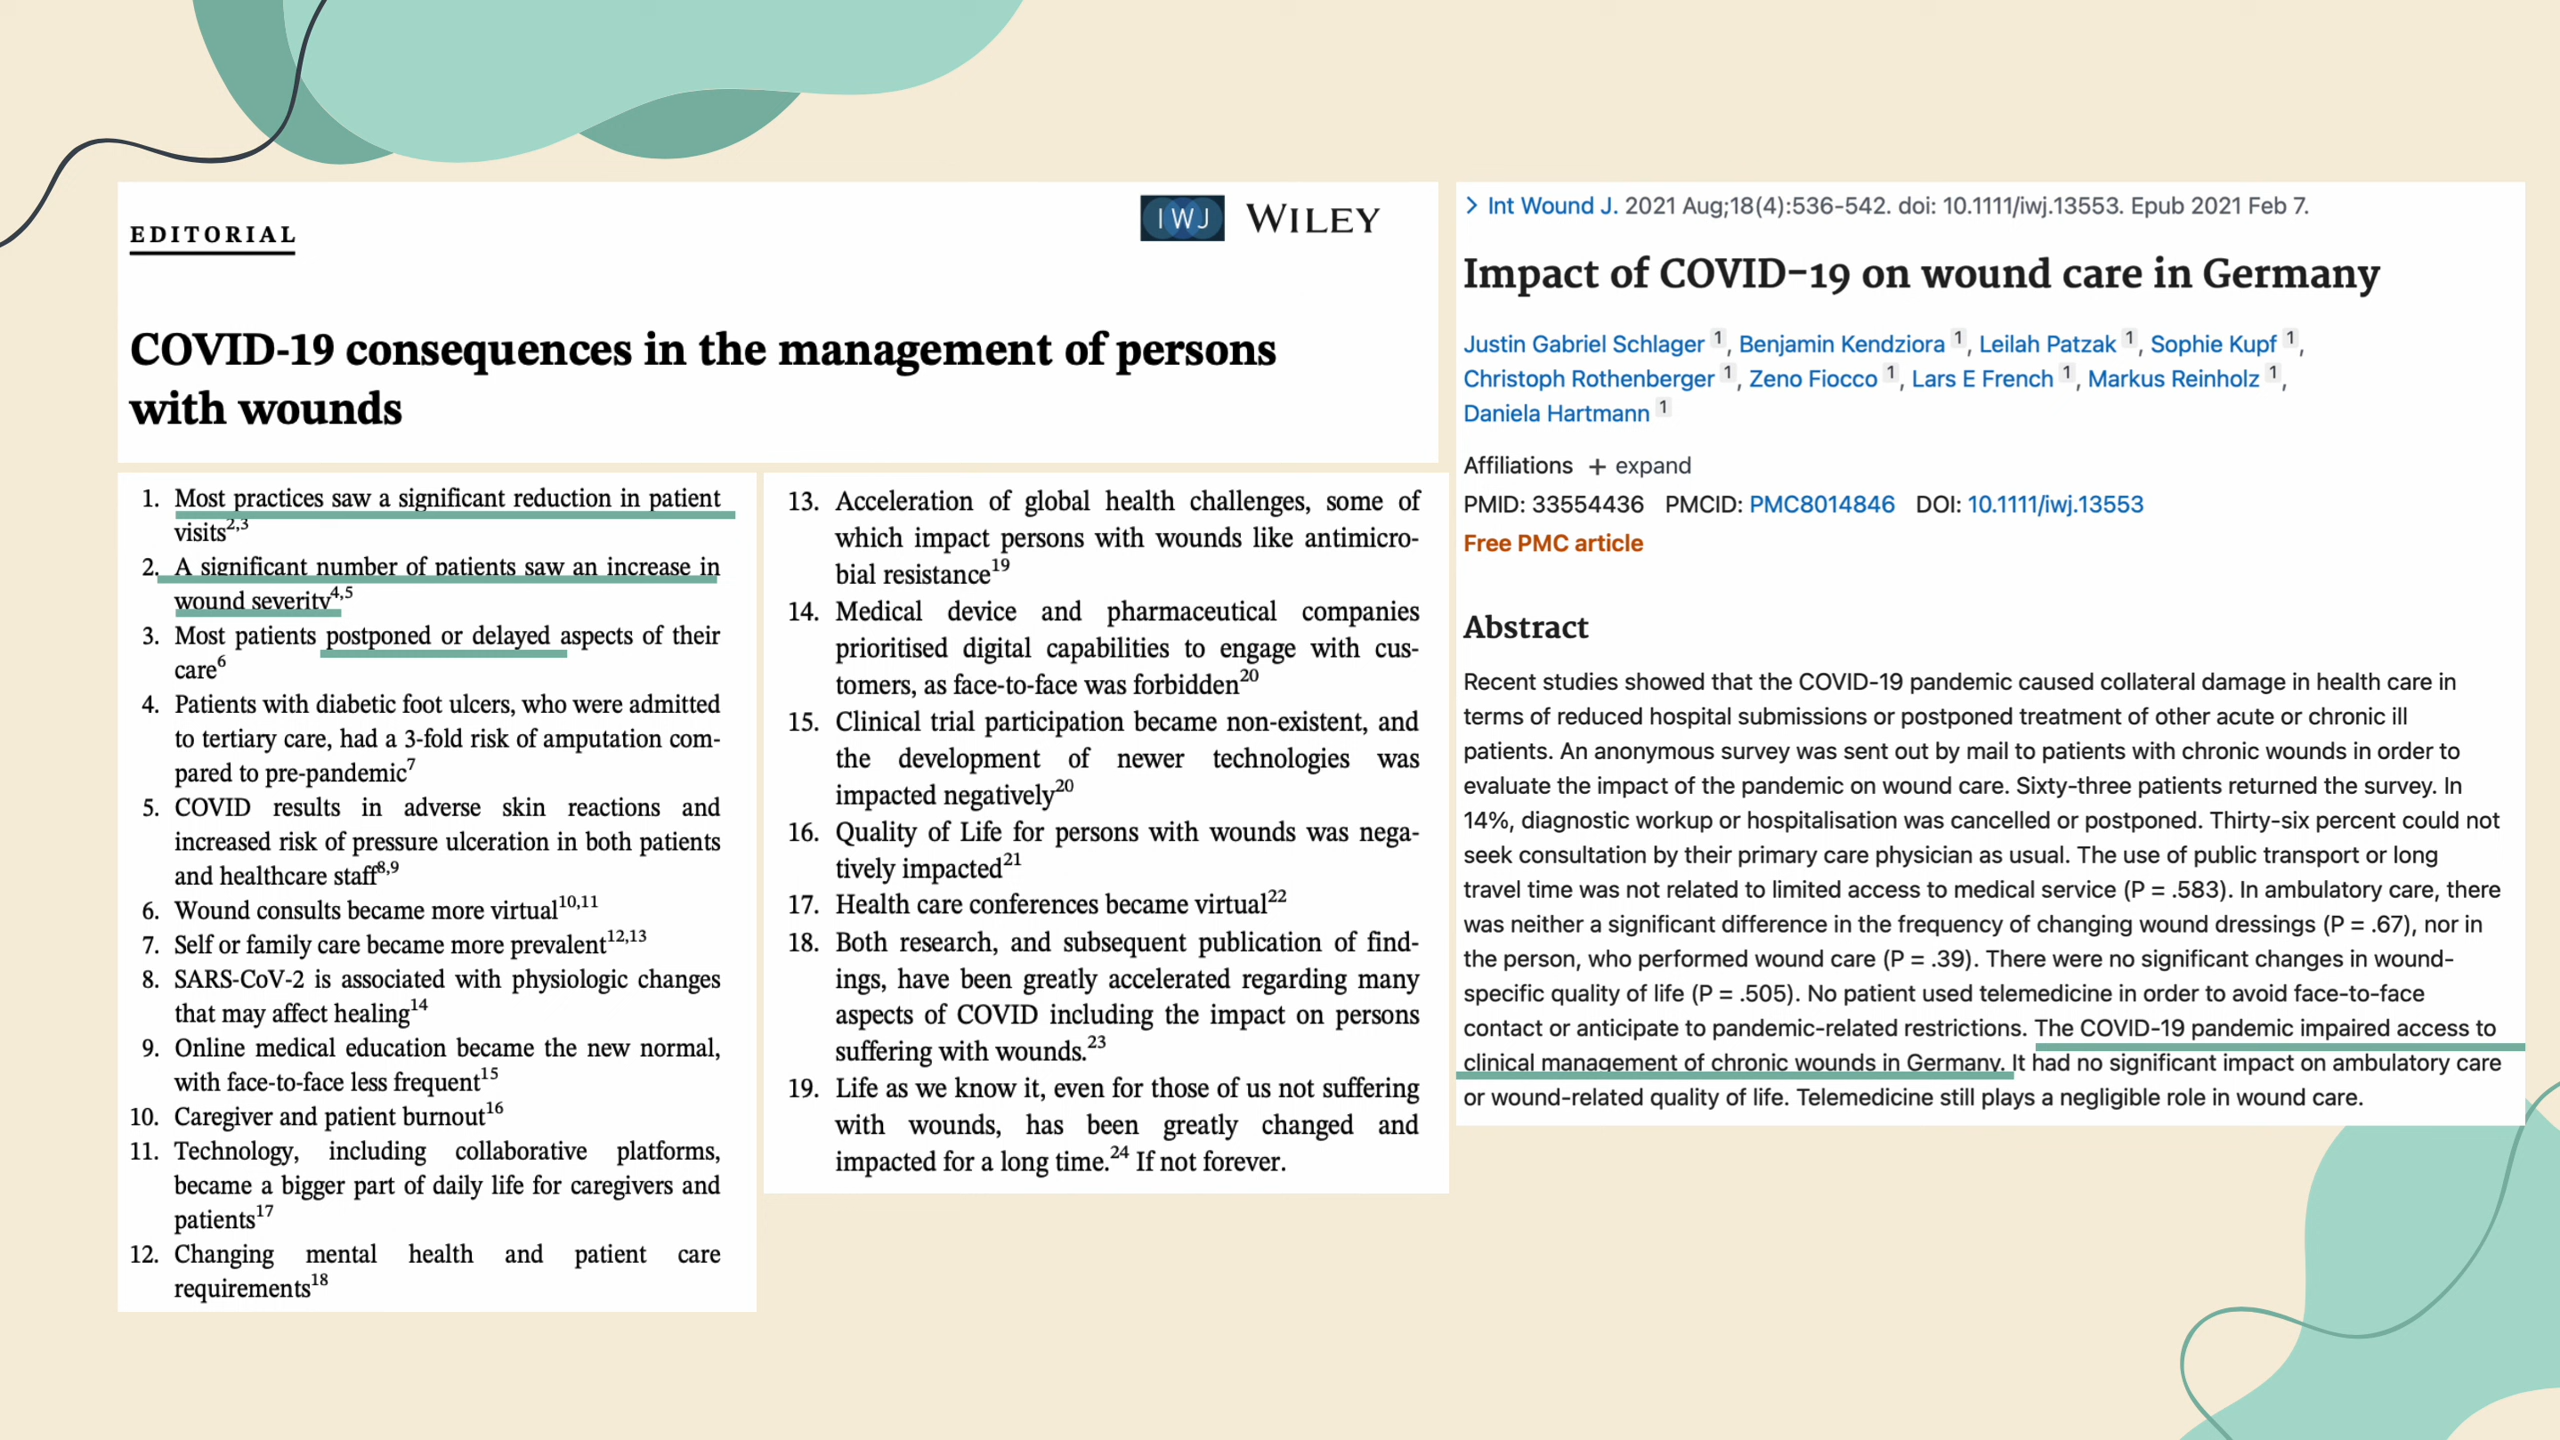 EDITORIAL
IWJ WILEY
COVID-19 consequences in the management of persons
with wounds
1. Most practices saw a significant reduction in patient
visits2,3
2. A significant number of patients saw an increase in
wound severity4,5
3. Most patients postponed or delayed aspects of their
care6
4. Patients with diabetic foot ulcers, who were admitted
to tertiary care, had a 3-fold risk of amputation com-
pared to pre-pandemic7
5. COVID results in adverse skin reactions and
increased risk of pressure ulceration in both patients
and healthcare staff8,9
6. Wound consults became more virtual10,11
7. Self or family care became more prevalent12,13
8. SARS-CoV-2 is associated with physiologic changes
that may affect healing14
9. Online medical education became the new normal,
with face-to-face less frequent15
10. Caregiver and patient burnout16
11. Technology, including collaborative platforms,
became a bigger part of daily life for caregivers and
patients17
12. Changing mental health and patient care
requirements18
13. Acceleration of global health challenges, some of
which impact persons with wounds like antimicro-
bial resistance19
14. Medical device and pharmaceutical companies
prioritised digital capabilities to engage with cus-
tomers, as face-to-face was forbidden20
15. Clinical trial participation became non-existent, and
the development of newer technologies was
impacted negatively20
16. Quality of Life for persons with wounds was nega-
tively impacted21
17. Health care conferences became virtual22
18. Both research, and subsequent publication of find-
ings, have been greatly accelerated regarding many
aspects of COVID including the impact on persons
suffering with wounds.23
19. Life as we know it, even for those of us not suffering
with wounds, has been greatly changed and
impacted for a long time.24 If not forever.
> Int Wound J. 2021 Aug;18(4):536-542. doi: 10.1111/iwj.13553. Epub 2021 Feb 7.
Impact of COVID-19 on wound care in Germany
Justin Gabriel Schlager 1, Benjamin Kendziora 1, Leilah Patzak 1, Sophie Kupf 1,
Christoph Rothenberger 1, Zeno Fiocco 1, Lars E French 1, Markus Reinholz 1,
Daniela Hartmann 1
Affiliations + expand
PMID: 33554436 PMCID: PMC8014846 DOI: 10.1111/iwj.13553
Free PMC article
Abstract
Recent studies showed that the COVID-19 pandemic caused collateral damage in health care in
terms of reduced hospital submissions or postponed treatment of other acute or chronic ill
patients. An anonymous survey was sent out by mail to patients with chronic wounds in order to
evaluate the impact of the pandemic on wound care. Sixty-three patients returned the survey. In
14%, diagnostic workup or hospitalisation was cancelled or postponed. Thirty-six percent could not
seek consultation by their primary care physician as usual. The use of public transport or long
travel time was not related to limited access to medical service (P = .583). In ambulatory care, there
was neither a significant difference in the frequency of changing wound dressings (P = .67), nor in
the person, who performed wound care (P = .39). There were no significant changes in wound-
specific quality of life (P = .505). No patient used telemedicine in order to avoid face-to-face
contact or anticipate to pandemic-related restrictions. The COVID-19 pandemic impaired access to
clinical management of chronic wounds in Germany. It had no significant impact on ambulatory care
or wound-related quality of life. Telemedicine still plays a negligible role in wound care.